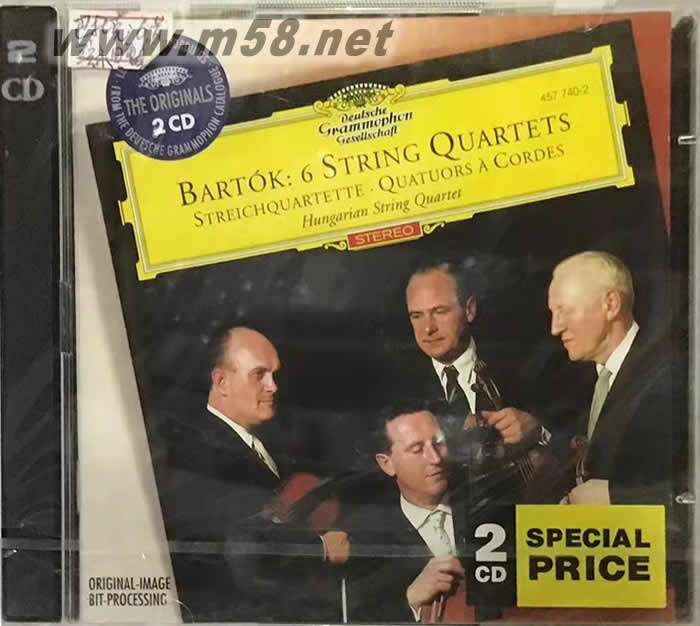 www.m58.net
2
CD
THE ORIGINALS
2 CD
FROM THE DEUTSCHE GRAMMOPHON CATALOGUE
Deutsche
Grammophon
Gesellschaft
457 740-2
BARTÓK: 6 STRING QUARTETS
STREICHQUARTETTE · QUATUORS À CORDES
Hungarian String Quartet
STEREO
2
CD
SPECIAL
PRICE
ORIGINAL-IMAGE
BIT-PROCESSING